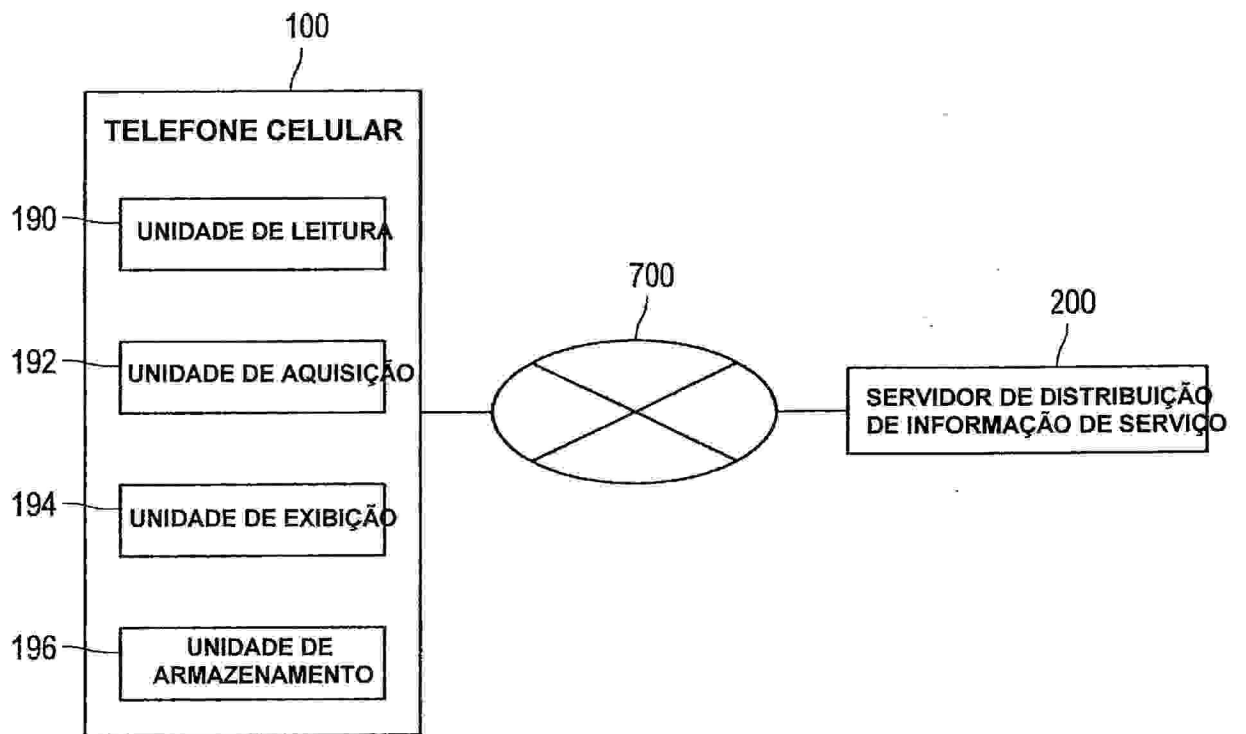 100
TELEFONE CELULAR
190
UNIDADE DE LEITURA
192
UNIDADE DE AQUISIÇÃO
194
UNIDADE DE EXIBIÇÃO
196
UNIDADE DE
ARMAZENAMENTO
700
200
SERVIDOR DE DISTRIBUIÇÃO
DE INFORMAÇÃO DE SERVIÇO